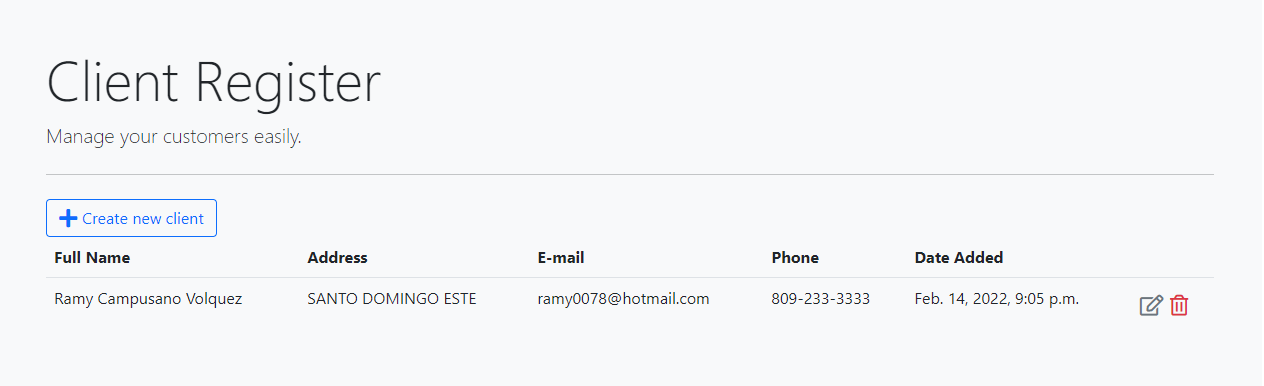 Client Register
Manage your customers easily.
Create new client
Full Name Address E-mail Phone Date Added
Ramy Campusano Volquez SANTO DOMINGO ESTE ramy0078@hotmail.com 809-233-3333 Feb. 14, 2022, 9:05 p.m.